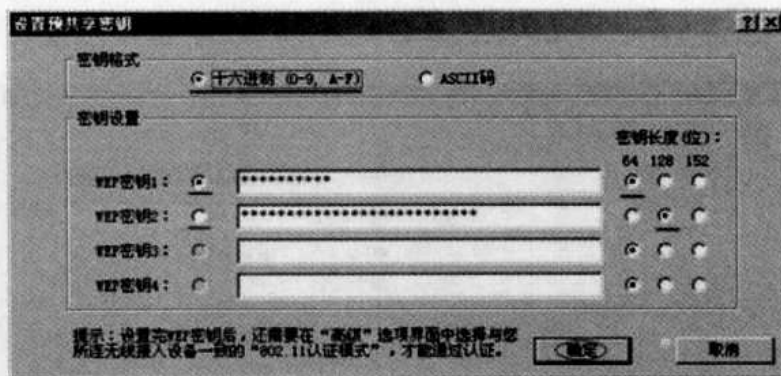 设置预共享密钥
密钥格式
十六进制 (0-9, A-F)
ASCII码
密钥设置
密钥长度(位):
64 128 152
WEP密钥1: **********
WEP密钥2: **************************
WEP密钥3:
WEP密钥4:
提示:设置完WEP密钥后,还需要在“高级”选项界面中选择与您
所连无线接入设备一致的“802.11认证模式”,才能通过认证。
确定
取消